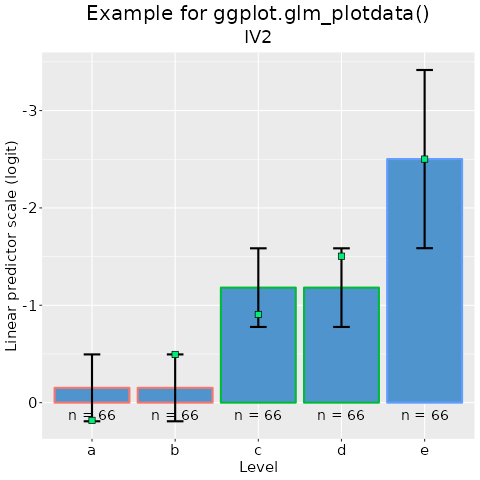 Example for ggplot.glm_plotdata()
IV2
Linear predictor scale (logit)
-3
-2
-1
0
n = 66 n = 66 n = 66 n = 66 n = 66
a b c d e
Level